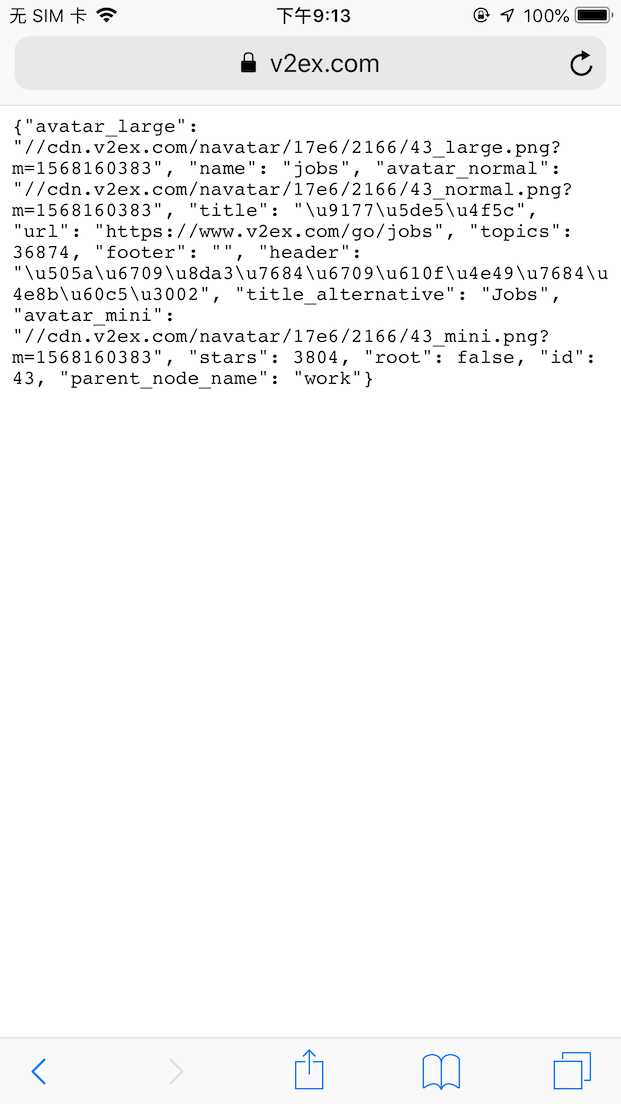 无 SIM 卡 下午9:13 100%
v2ex.com
{"avatar_large":
"//cdn.v2ex.com/navatar/17e6/2166/43_large.png?
m=1568160383", "name": "jobs", "avatar_normal":
"//cdn.v2ex.com/navatar/17e6/2166/43_normal.png?
m=1568160383", "title": "\u9177\u5de5\u4f5c",
"url": "https://www.v2ex.com/go/jobs", "topics":
36874, "footer": "", "header":
"\u505a\u6709\u8da3\u7684\u6709\u610f\u4e49\u7684\u
4e8b\u60c5\u3002", "title_alternative": "Jobs",
"avatar_mini":
"//cdn.v2ex.com/navatar/17e6/2166/43_mini.png?
m=1568160383", "stars": 3804, "root": false, "id":
43, "parent_node_name": "work"}